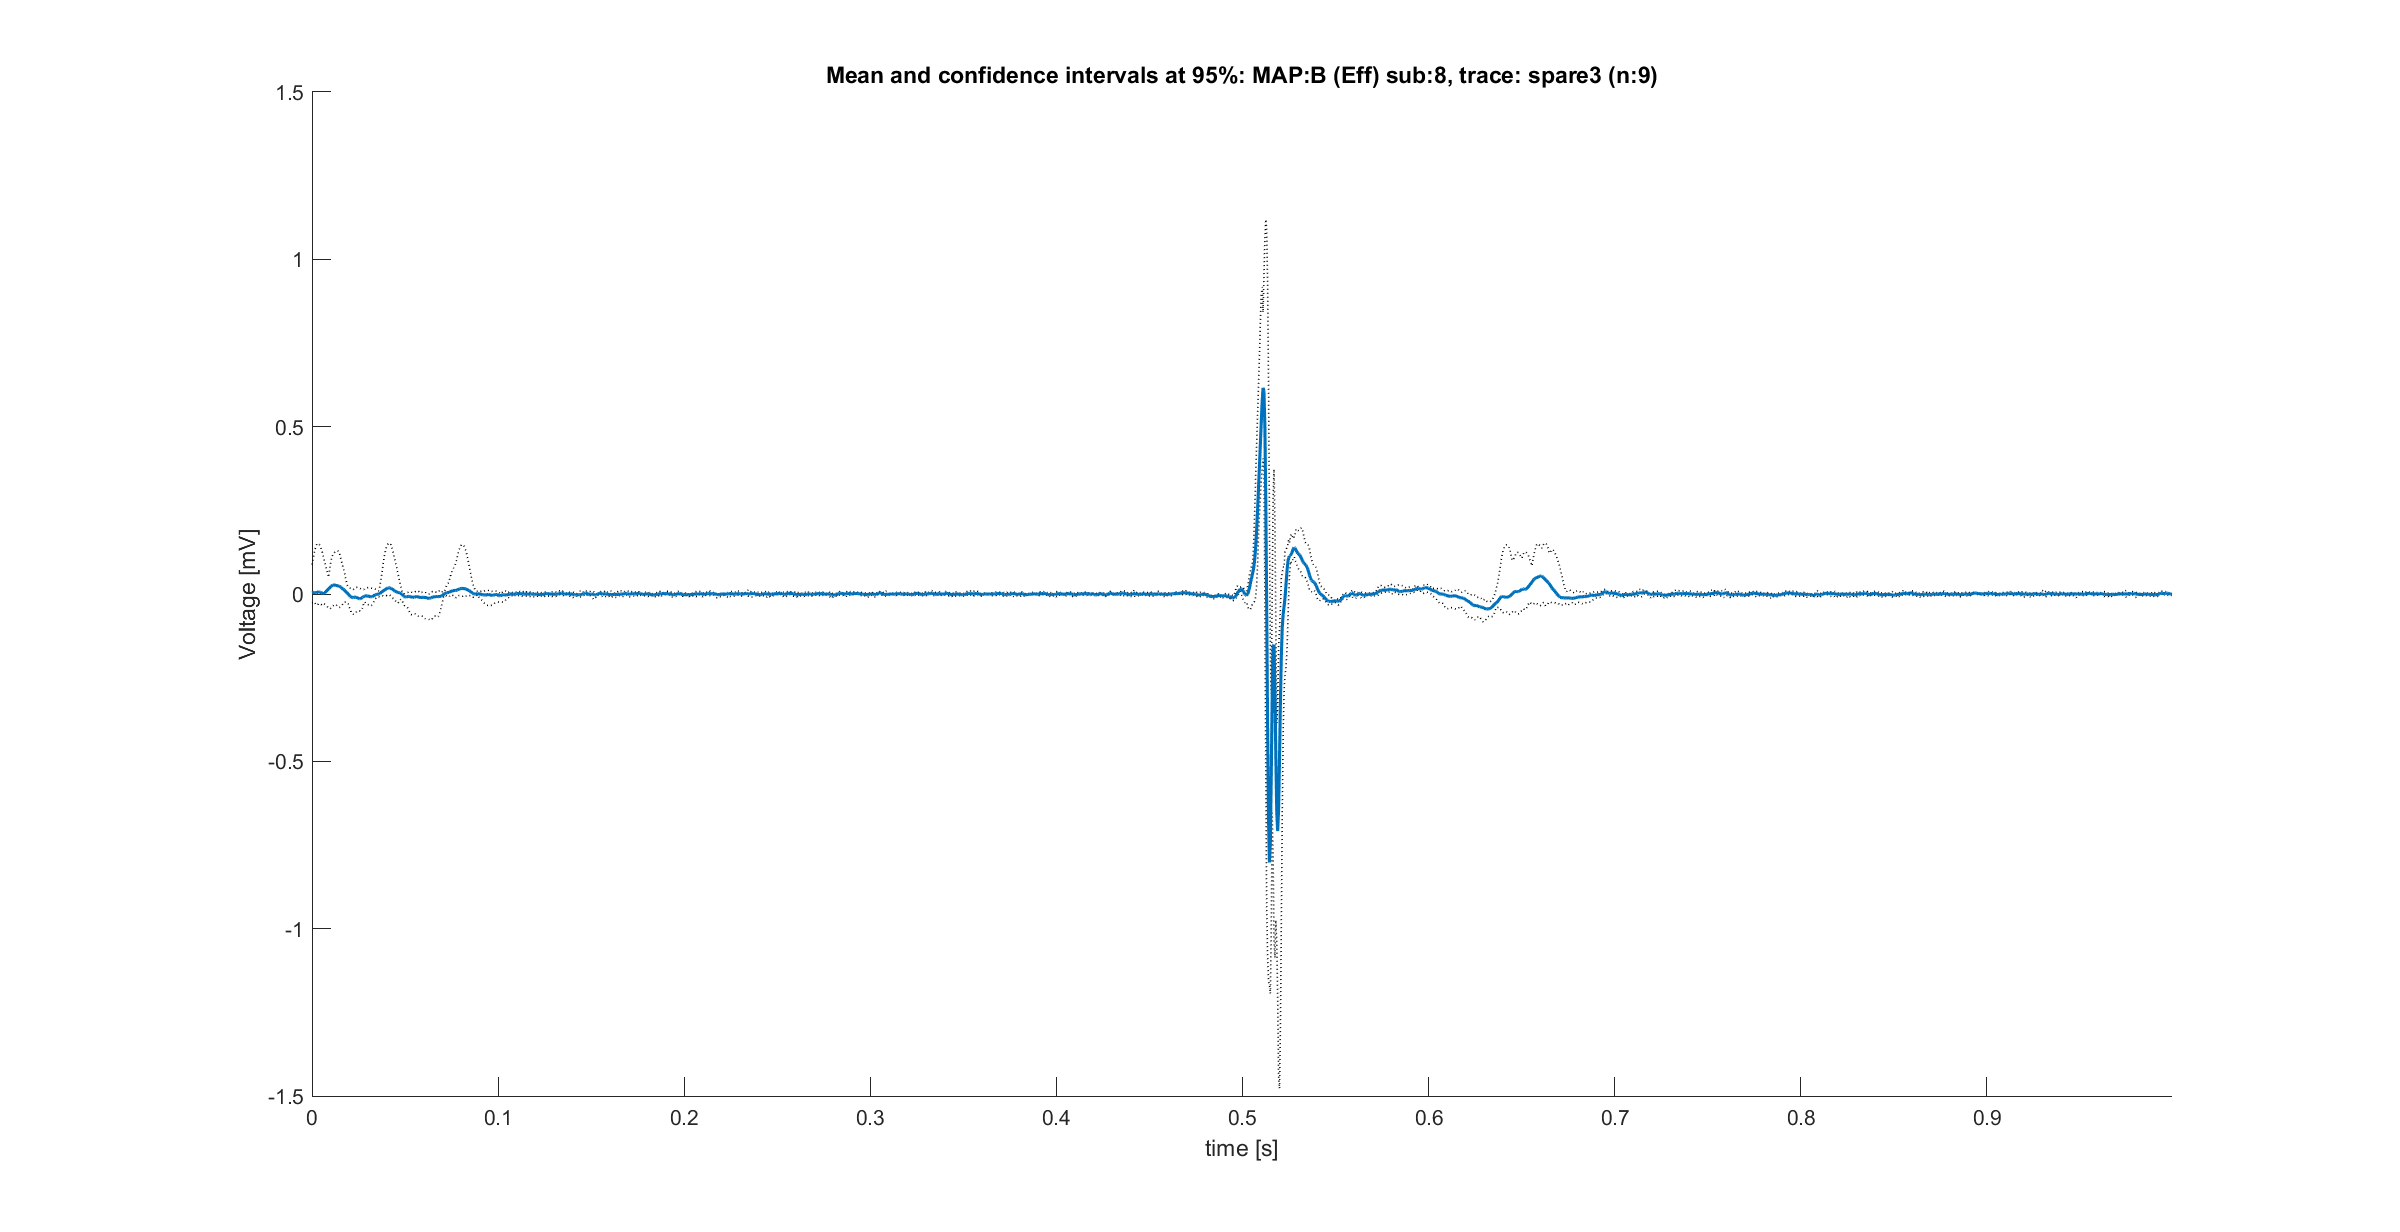 Mean and confidence intervals at 95%: MAP:B (Eff) sub:8, trace: spare3 (n:9)
1.5
1
0.5
0
-0.5
-1
-1.5
Voltage [mV]
0 0.1 0.2 0.3 0.4 0.5 0.6 0.7 0.8 0.9
time [s]